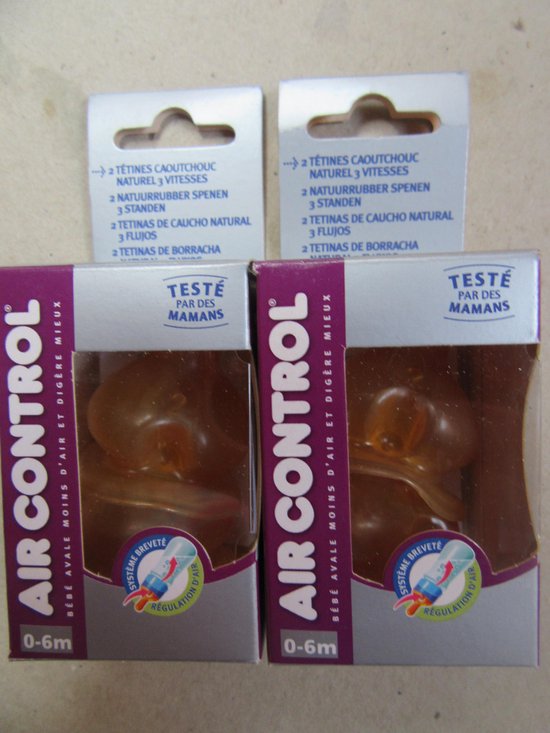 2 TÉTINES CAOUTCHOUC
NATUREL 3 VITESSES
2 NATUURRUBBER SPENEN
3 STANDEN
2 TETINAS DE CAUCHO NATURAL
3 FLUJOS
2 TETINAS DE BORRACHA
TESTÉ
PAR DES
MAMANS
AIR CONTROL®
BÉBÉ AVALE MOINS D'AIR ET DIGÈRE MIEUX
SYSTÈME BREVETÉ
RÉGULATION D'AIR
0-6m
2 TÉTINES CAOUTCHOUC
NATUREL 3 VITESSES
2 NATUURRUBBER SPENEN
3 STANDEN
2 TETINAS DE CAUCHO NATURAL
3 FLUJOS
2 TETINAS DE BORRACHA
TESTÉ
PAR DES
MAMANS
AIR CONTROL®
BÉBÉ AVALE MOINS D'AIR ET DIGÈRE MIEUX
SYSTÈME BREVETÉ
RÉGULATION D'AIR
0-6m